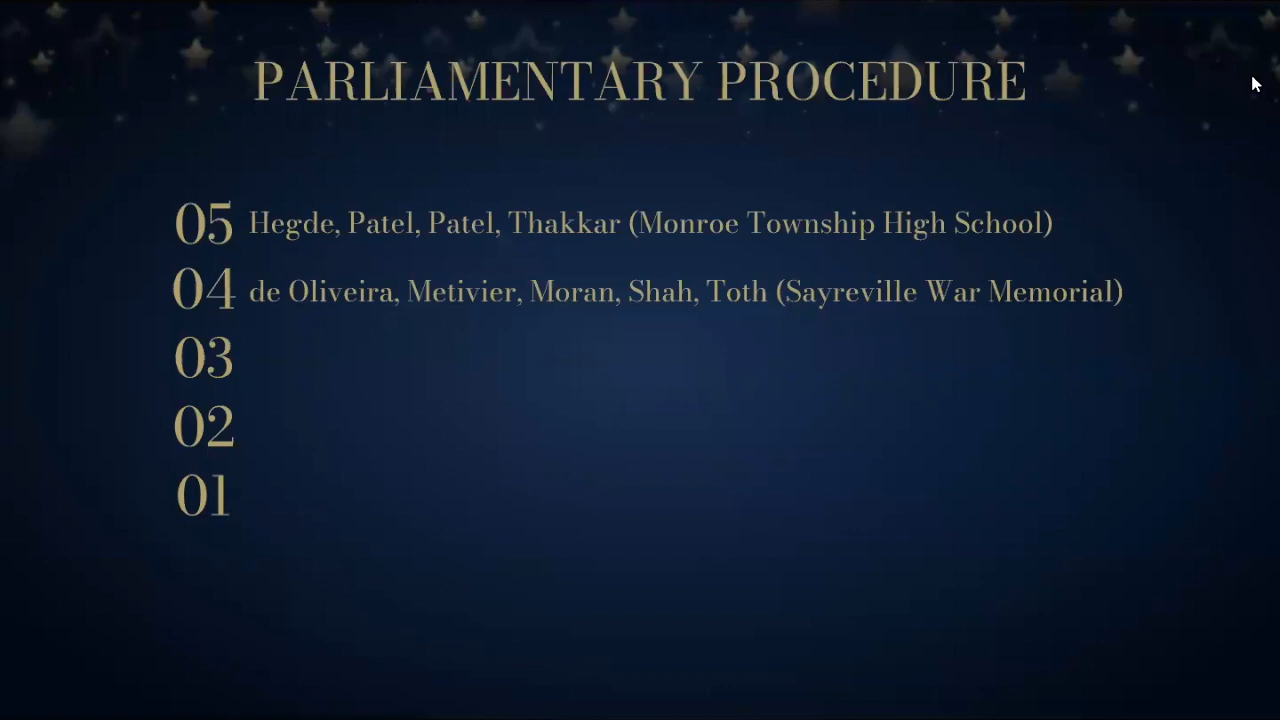 PARLIAMENTARY PROCEDURE
05 Hegde, Patel, Patel, Thakkar (Monroe Township High School)
04 de Oliveira, Metivier, Moran, Shah, Toth (Sayreville War Memorial)
03
02
01